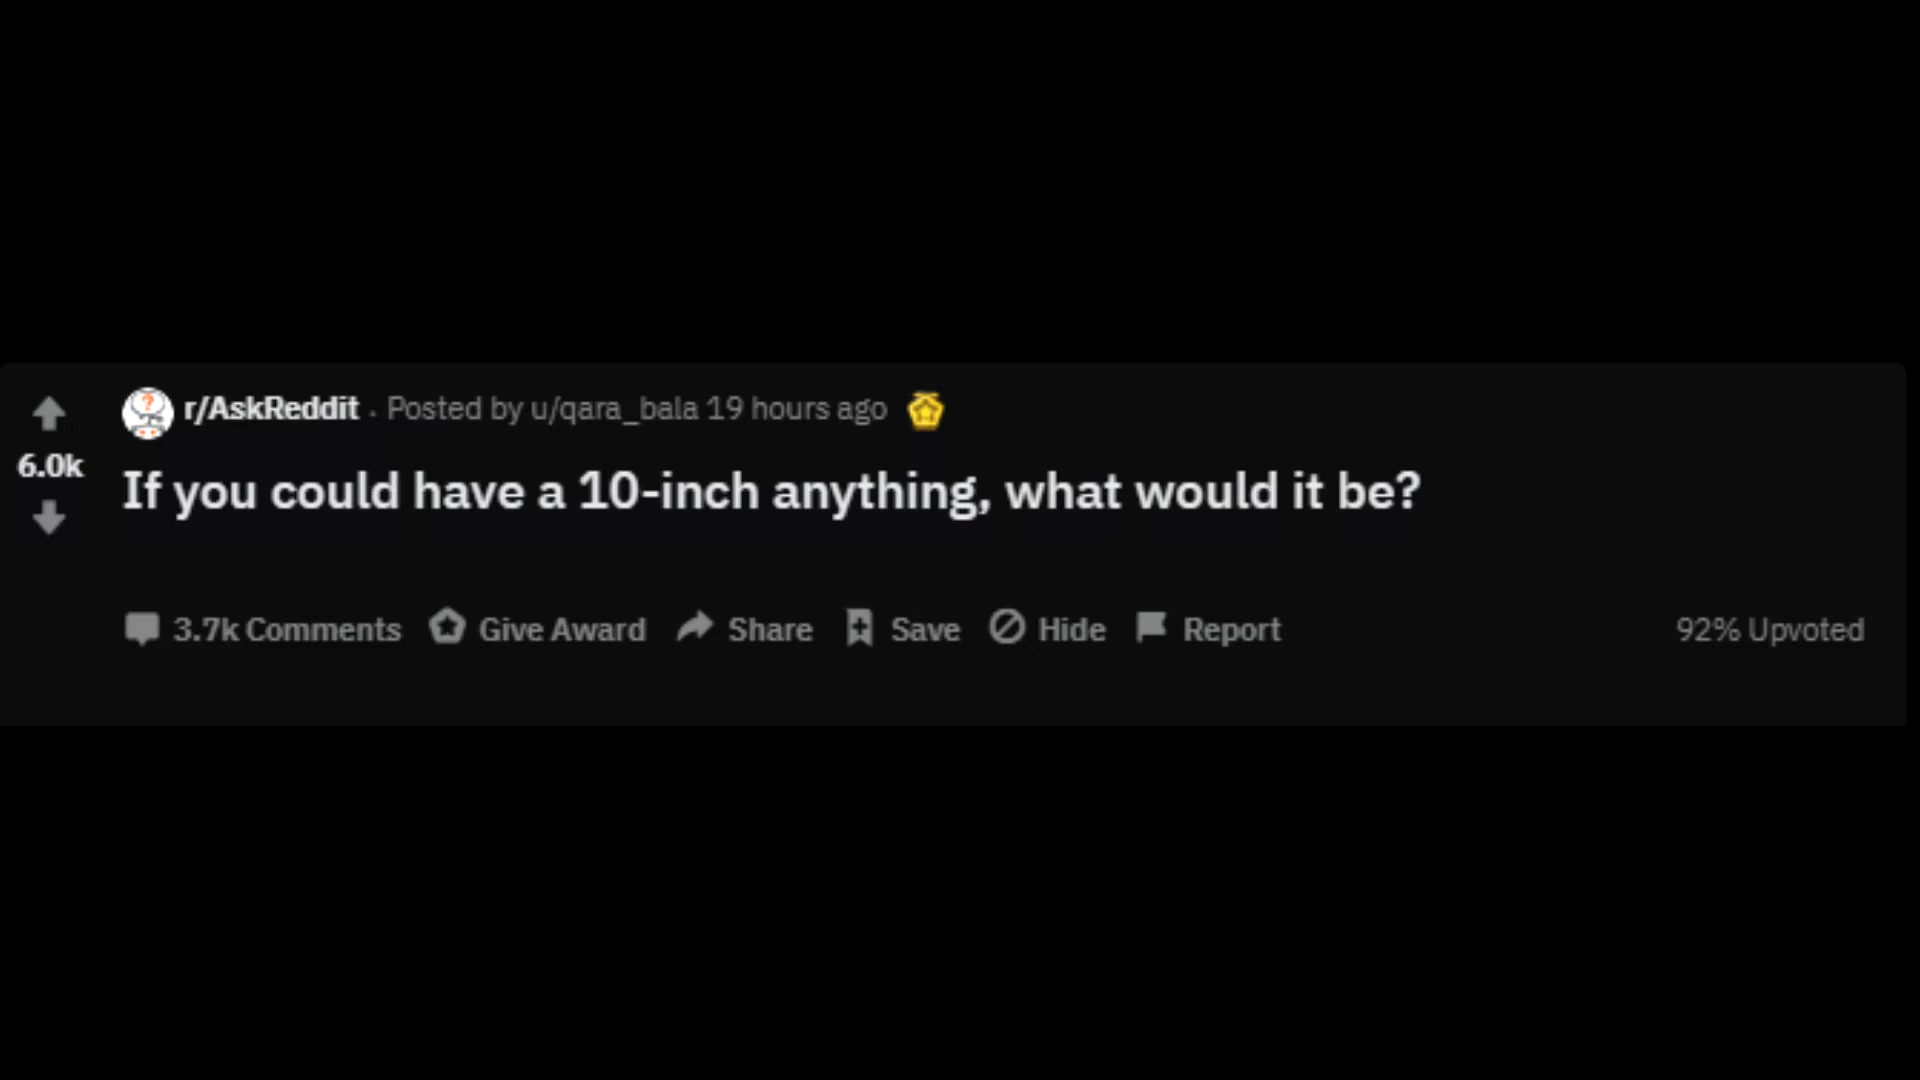 r/AskReddit · Posted by u/qara_bala 19 hours ago
6.0k
If you could have a 10-inch anything, what would it be?
3.7k Comments Give Award Share Save Hide Report 92% Upvoted